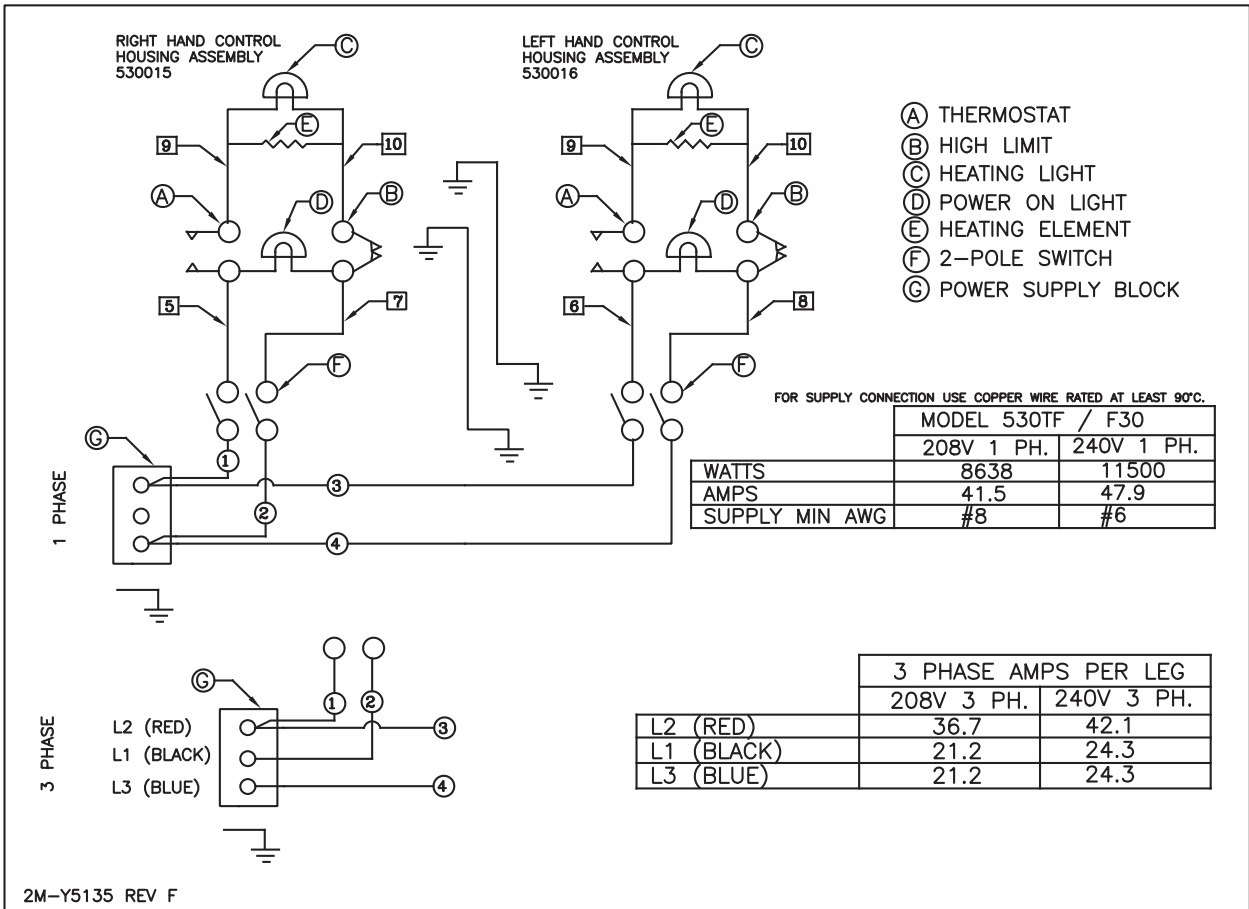 RIGHT HAND CONTROL
HOUSING ASSEMBLY
530015
C
E
9
10
A
B
D
5
7
F
G
1
1 PHASE
3
2
4
LEFT HAND CONTROL
HOUSING ASSEMBLY
530016
C
E
9
10
A
B
D
6
8
F
A THERMOSTAT
B HIGH LIMIT
C HEATING LIGHT
D POWER ON LIGHT
E HEATING ELEMENT
F 2-POLE SWITCH
G POWER SUPPLY BLOCK
FOR SUPPLY CONNECTION USE COPPER WIRE RATED AT LEAST 90°C.
MODEL 530TF / F30
208V 1 PH. 240V 1 PH.
WATTS 8638 11500
AMPS 41.5 47.9
SUPPLY MIN AWG #8 #6
G
1
2
3 PHASE
L2 (RED)
3
L1 (BLACK)
L3 (BLUE)
4
3 PHASE AMPS PER LEG
208V 3 PH. 240V 3 PH.
L2 (RED) 36.7 42.1
L1 (BLACK) 21.2 24.3
L3 (BLUE) 21.2 24.3
2M-Y5135 REV F